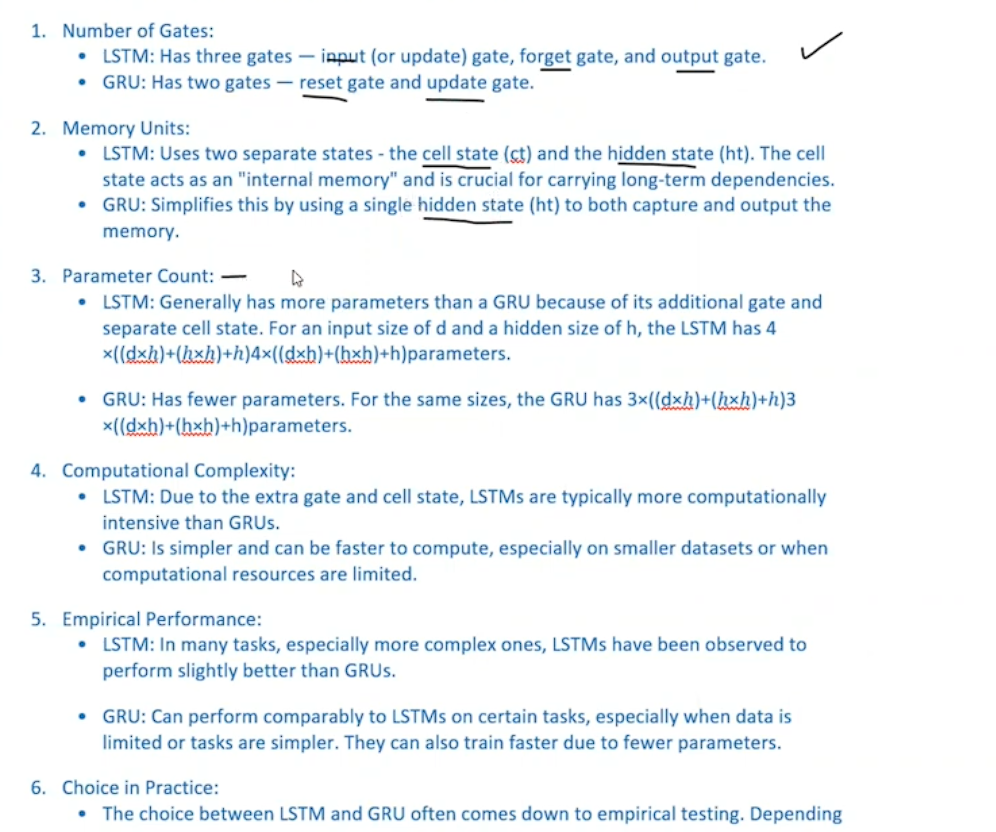 1. Number of Gates:
• LSTM: Has three gates — input (or update) gate, forget gate, and output gate.
• GRU: Has two gates — reset gate and update gate.
2. Memory Units:
• LSTM: Uses two separate states - the cell state (ct) and the hidden state (ht). The cell
state acts as an "internal memory" and is crucial for carrying long-term dependencies.
• GRU: Simplifies this by using a single hidden state (ht) to both capture and output the
memory.
3. Parameter Count:
• LSTM: Generally has more parameters than a GRU because of its additional gate and
separate cell state. For an input size of d and a hidden size of h, the LSTM has 4
×((d×ℎ)+(ℎ×ℎ)+ℎ)4×((d×h)+(h×h)+h)parameters.
• GRU: Has fewer parameters. For the same sizes, the GRU has 3×((d×ℎ)+(ℎ×ℎ)+ℎ)3
×((d×h)+(h×h)+h)parameters.
4. Computational Complexity:
• LSTM: Due to the extra gate and cell state, LSTMs are typically more computationally
intensive than GRUs.
• GRU: Is simpler and can be faster to compute, especially on smaller datasets or when
computational resources are limited.
5. Empirical Performance:
• LSTM: In many tasks, especially more complex ones, LSTMs have been observed to
perform slightly better than GRUs.
• GRU: Can perform comparably to LSTMs on certain tasks, especially when data is
limited or tasks are simpler. They can also train faster due to fewer parameters.
6. Choice in Practice:
• The choice between LSTM and GRU often comes down to empirical testing. Depending